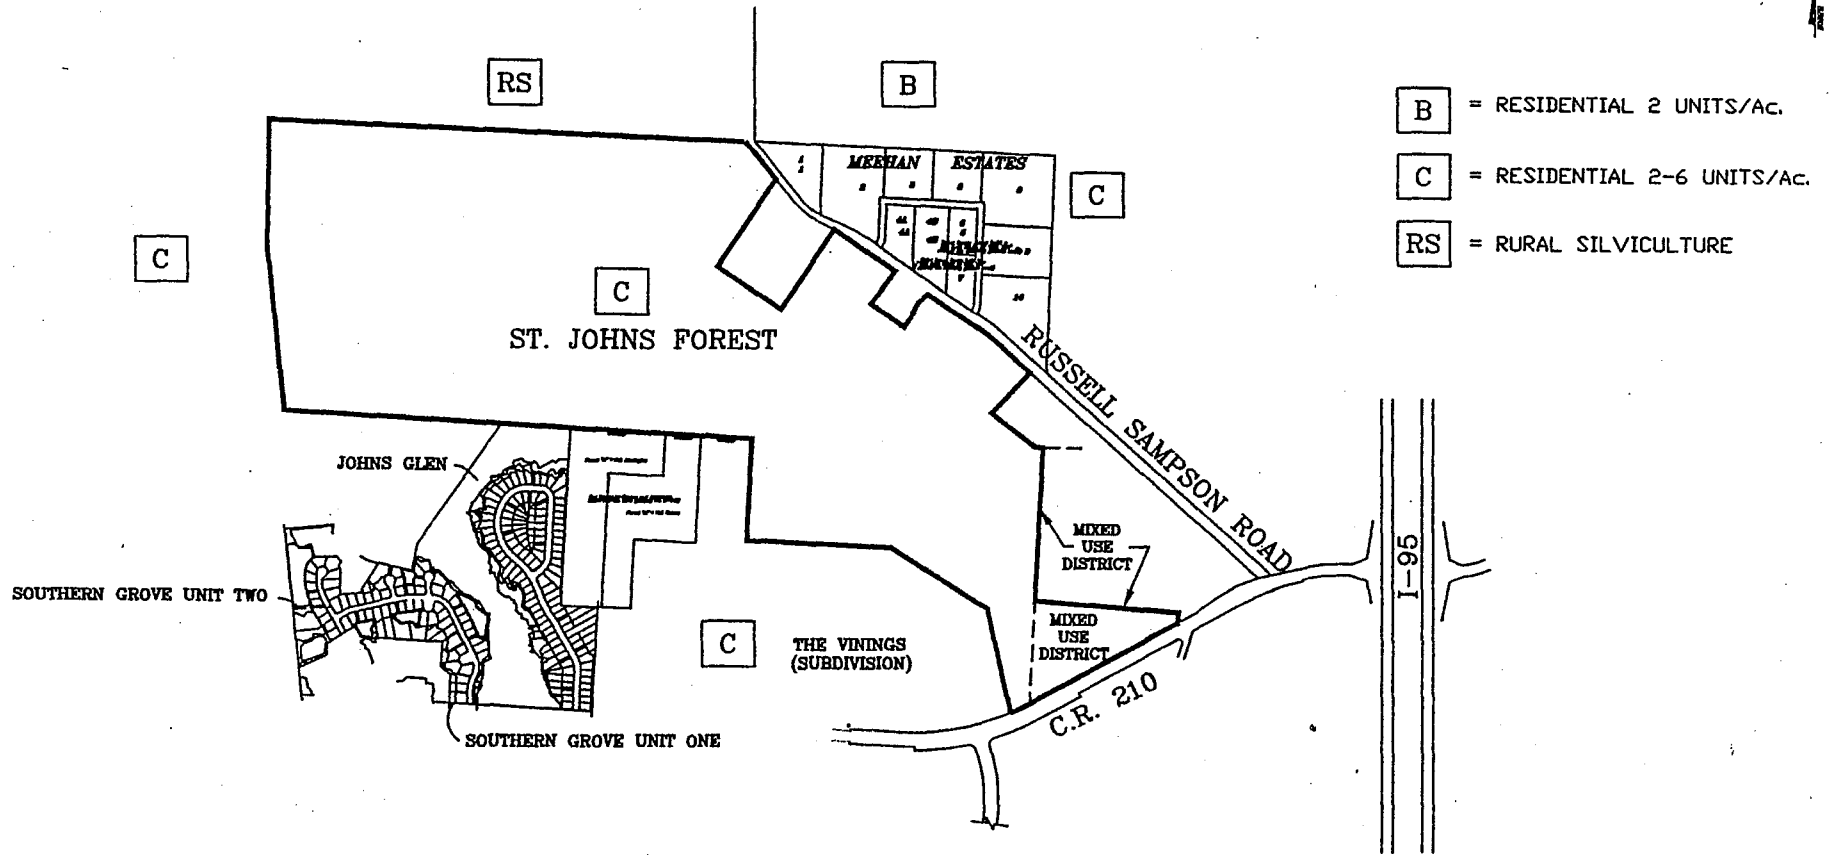 RS
B
B = RESIDENTIAL 2 UNITS/Ac.
MEEHAN ESTATES
C
C = RESIDENTIAL 2-6 UNITS/Ac.
RS = RURAL SILVICULTURE
C
C
ST. JOHNS FOREST
RUSSELL SAMPSON ROAD
JOHNS GLEN
MIXED
USE
DISTRICT
I-95
SOUTHERN GROVE UNIT TWO
C
THE VININGS
(SUBDIVISION)
MIXED
USE
DISTRICT
C.R. 210
SOUTHERN GROVE UNIT ONE